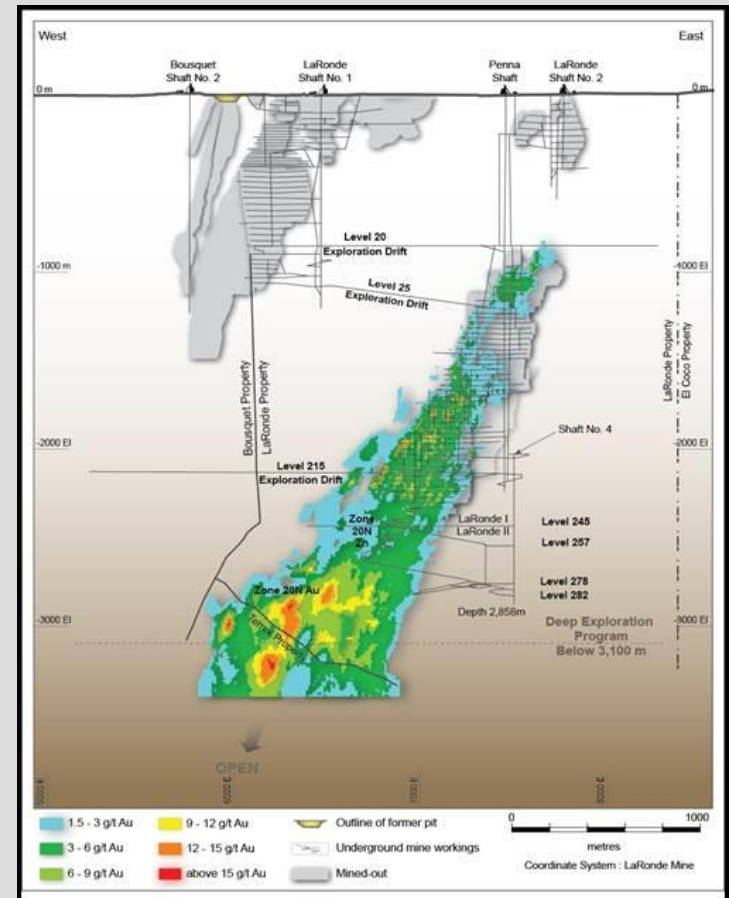 West
East
Bousquet
Shaft No. 2
LaRonde
Shaft No. 1
Penna
Shaft
LaRonde
Shaft No. 2
0 m
0 m
Level 20
Exploration Drift
-1000 m
-1000 El
Level 25
Exploration Drift
Bousquet Property
LaRonde Property
LaRonde Property
El Coco Property
Shaft No. 4
-2000 El
-2000 El
Level 215
Exploration Drift
Zone
20N
Zn
LaRonde I
LaRonde II
Level 245
Level 257
Level 278
Level 282
Zone 20N Au
Depth 2,858m
-3000 El
-3000 El
Terrex Property
Deep Exploration
Program
Below 3,100 m
OPEN
5000 E
6000 E
7000 E
8000 E
1.5 - 3 g/t Au
3 - 6 g/t Au
6 - 9 g/t Au
9 - 12 g/t Au
12 - 15 g/t Au
above 15 g/t Au
Outline of former pit
Underground mine workings
Mined-out
0
1000
metres
Coordinate System : LaRonde Mine